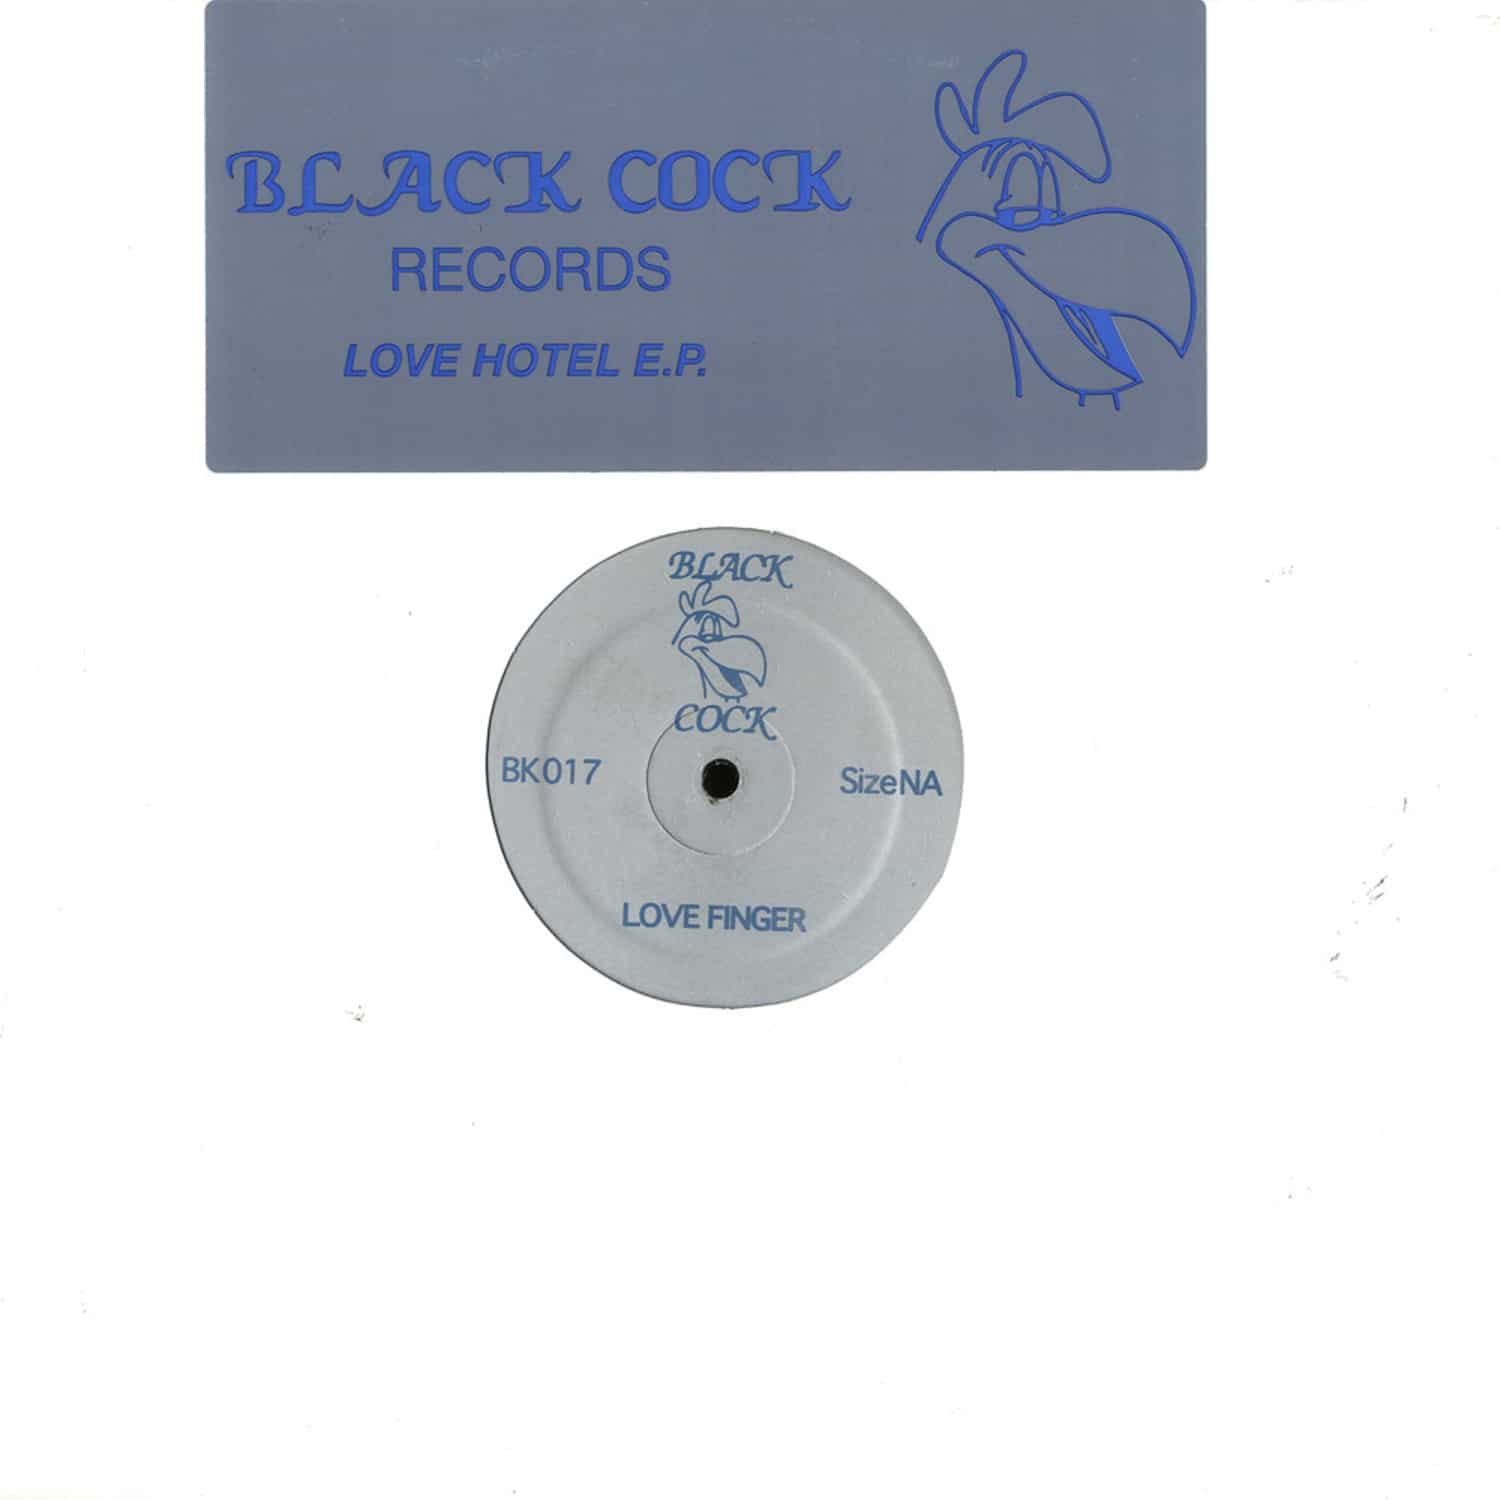 BLACK COCK
RECORDS
LOVE HOTEL E.P.
BLACK
COCK
BK017
SizeNA
LOVE FINGER